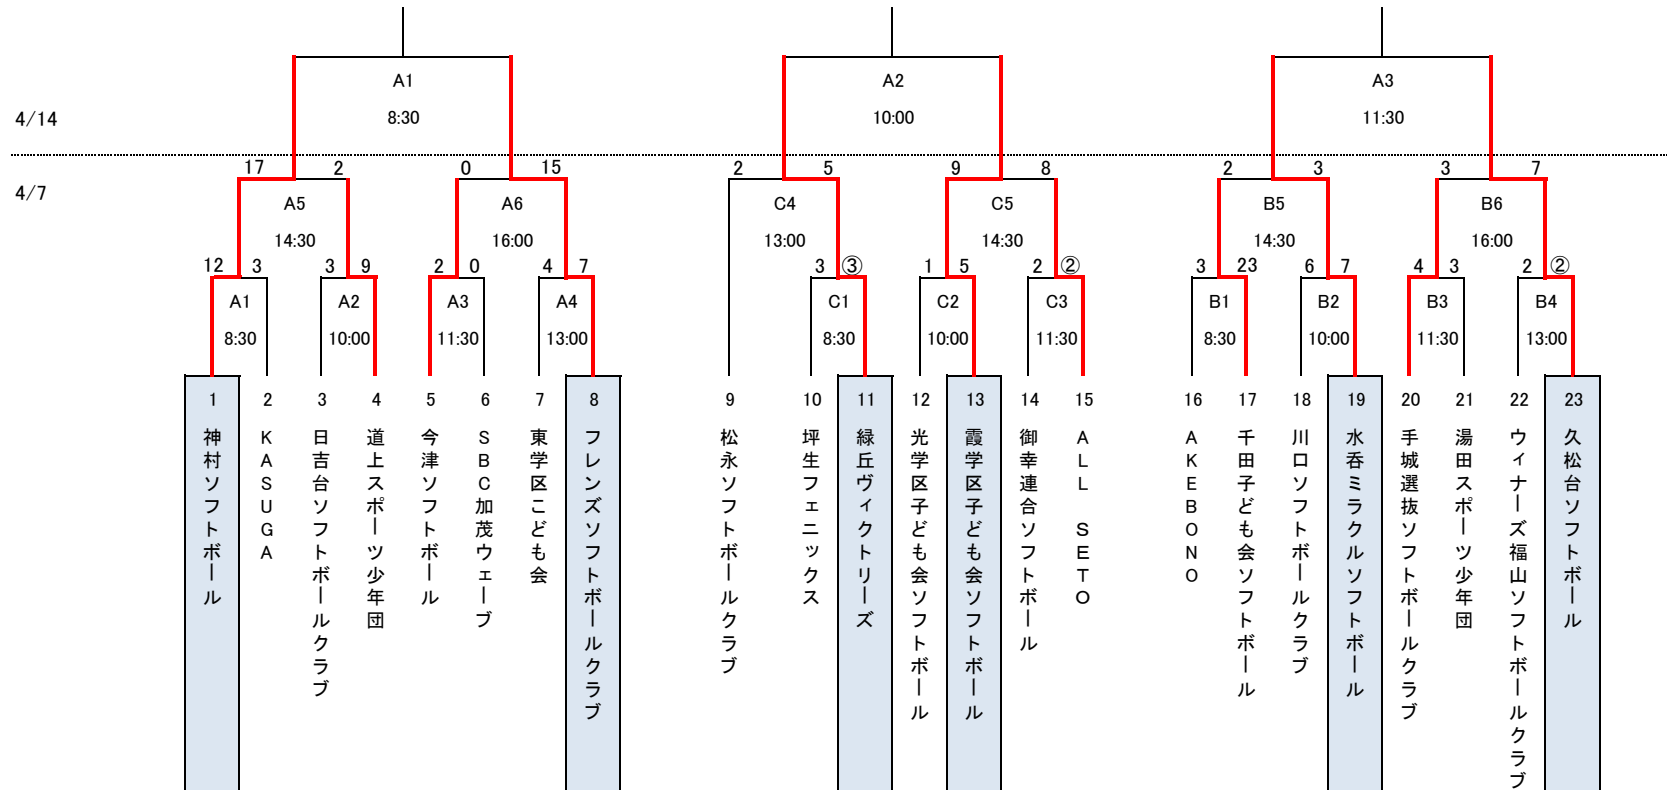 A1 A2 A3
4/14 8:30 10:00 11:30
17 2 0 15 2 5 9 8 2 3 3 7
4/7
A5 A6 C4 C5 B5 B6
14:30 16:00 13:00 14:30 14:30 16:00
12 3 3 9 2 0 4 7 3 ③ 1 5 2 ② 3 23 6 7 4 3 2 ②
A1 A2 A3 A4 C1 C2 C3 B1 B2 B3 B4
8:30 10:00 11:30 13:00 8:30 10:00 11:30 8:30 10:00 11:30 13:00
1 神村ソフトボール
2 KASUGA
3 日吉台ソフトボールクラブ
4 道上スポーツ少年団
5 今津ソフトボール
6 SBC加茂ウェーブ
7 東学区こども会
8 フレンズソフトボールクラブ
9 松永ソフトボールクラブ
10 坪生フェニックス
11 緑丘ヴィクトリーズ
12 光学区子ども会ソフトボール
13 霞学区子ども会ソフトボール
14 御幸連合ソフトボール
15 ALL SETO
16 AKEBONO
17 千田子ども会ソフトボール
18 川口ソフトボールクラブ
19 水呑ミラクルソフトボール
20 手城選抜ソフトボールクラブ
21 湯田スポーツ少年団
22 ウィナーズ福山ソフトボールクラブ
23 久松台ソフトボール